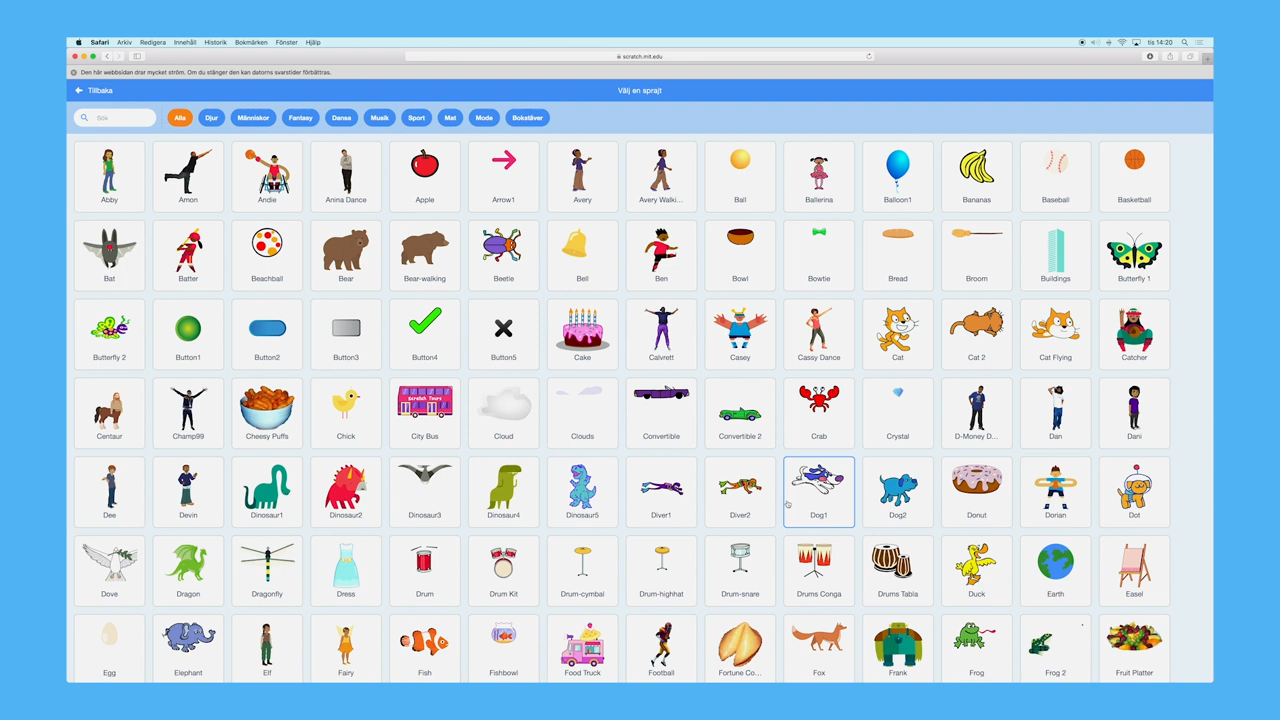 Safari Arkiv Redigera Innehåll Historik Bokmärken Fönster Hjälp tis 14:20
scratch.mit.edu
Den här webbsidan drar mycket ström. Om du stänger den kan datorns svarstider förbättras.
Tillbaka Välj en sprajt
Sök Alla Djur Människor Fantasy Dansa Musik Sport Mat Mode Bokstäver
Abby Amon Andie Anina Dance Apple Arrow1 Avery Avery Walki... Ball Ballerina Balloon1 Bananas Baseball Basketball
Bat Batter Beachball Bear Bear-walking Beetle Bell Ben Bowl Bowtie Bread Broom Buildings Butterfly 1
Butterfly 2 Button1 Button2 Button3 Button4 Button5 Cake Calvrett Casey Cassy Dance Cat Cat 2 Cat Flying Catcher
Scratch Tours
Centaur Champ99 Cheesy Puffs Chick City Bus Cloud Clouds Convertible Convertible 2 Crab Crystal D-Money D... Dan Dani
Dee Devin Dinosaur1 Dinosaur2 Dinosaur3 Dinosaur4 Dinosaur5 Diver1 Diver2 Dog1 Dog2 Donut Dorian Dot
Dove Dragon Dragonfly Dress Drum Drum Kit Drum-cymbal Drum-highhat Drum-snare Drums Conga Drums Tabla Duck Earth Easel
Egg Elephant Elf Fairy Fish Fishbowl Food Truck Football Fortune Co... Fox Frank Frog Frog 2 Fruit Platter